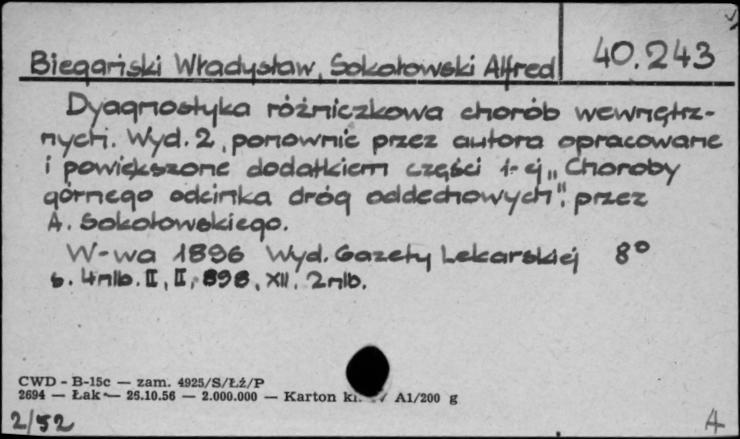 Biegański Władysław, Sokołowski Alfred
40.243
Dyagnostyka różniczkowa chorób wewnętrz-
nych. Wyd. 2, ponownie przez autora opracowane
i powiększone dodatkiem części 1-ej „Choroby
górnego odcinka dróg oddechowych", przez
A. Sokołowskiego.
W-wa 1896 Wyd. Gazety Lekarskiej 8°
s. 4nlb. II, II, 898, XII. 2nlb.
CWD - B-15c — zam. 4925/S/Łź/P
2694 — Łak — 26.10.56 — 2.000.000 — Karton kl. A1/200 g
2/52
A